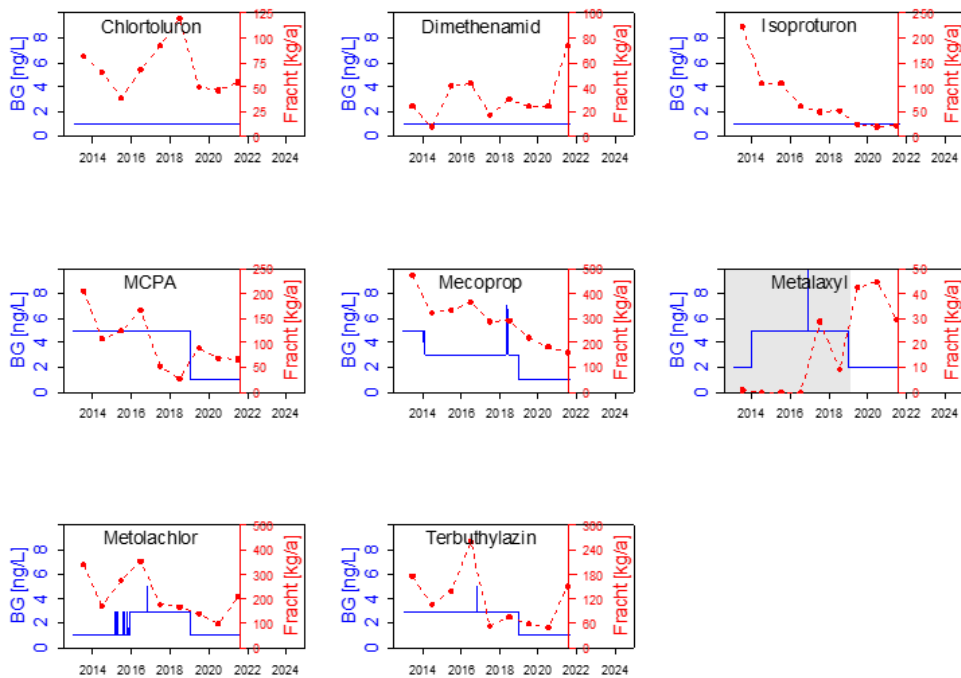 Chlortoluron
BG [ng/L]
0 2 4 6 8
Fracht [kg/a]
0 25 50 75 100 125
2014 2016 2018 2020 2022 2024
Dimethenamid
BG [ng/L]
0 2 4 6 8
Fracht [kg/a]
0 20 40 60 80 100
2014 2016 2018 2020 2022 2024
Isoproturon
BG [ng/L]
0 2 4 6 8
Fracht [kg/a]
0 50 100 150 200 250
2014 2016 2018 2020 2022 2024
MCPA
BG [ng/L]
0 2 4 6 8
Fracht [kg/a]
0 50 100 150 200 250
2014 2016 2018 2020 2022 2024
Mecoprop
BG [ng/L]
0 2 4 6 8
Fracht [kg/a]
0 100 200 300 400 500
2014 2016 2018 2020 2022 2024
Metalaxyl
BG [ng/L]
0 2 4 6 8
Fracht [kg/a]
0 10 20 30 40 50
2014 2016 2018 2020 2022 2024
Metolachlor
BG [ng/L]
0 2 4 6 8
Fracht [kg/a]
0 100 200 300 400 500
2014 2016 2018 2020 2022 2024
Terbuthylazin
BG [ng/L]
0 2 4 6 8
Fracht [kg/a]
0 60 120 180 240 300
2014 2016 2018 2020 2022 2024